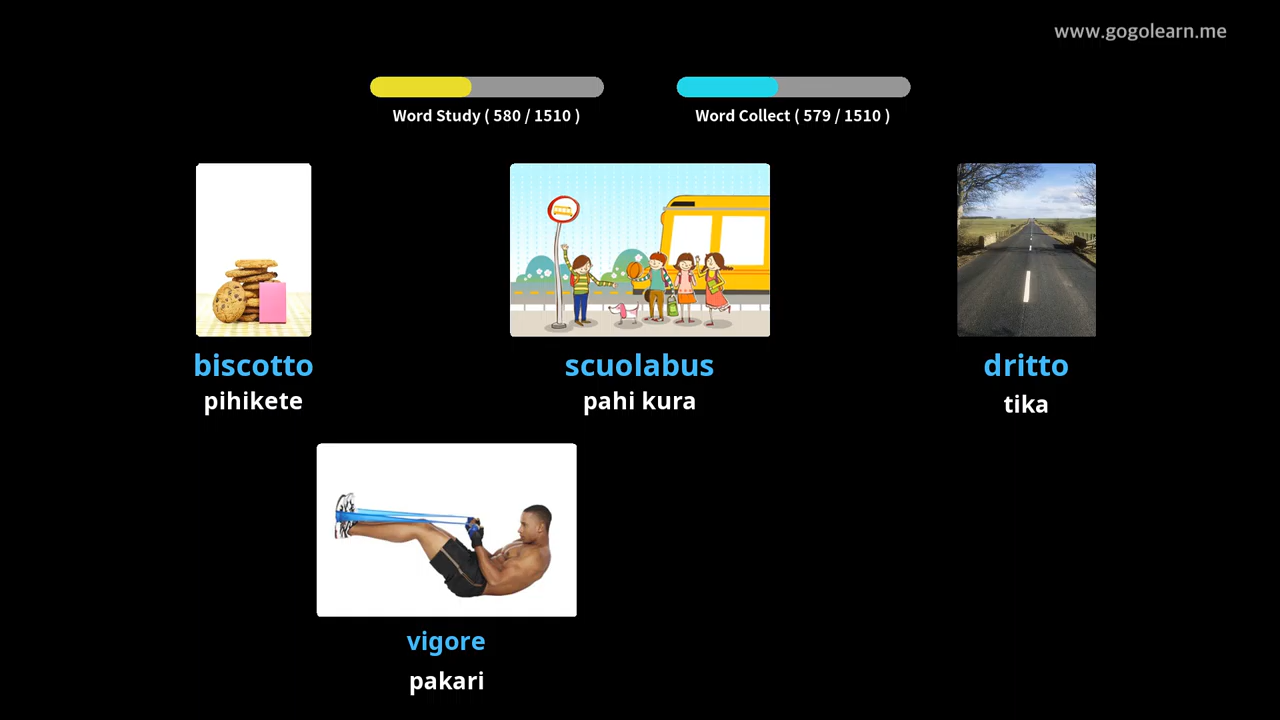 www.gogolearn.me
Word Study ( 580 / 1510 )
Word Collect ( 579 / 1510 )
biscotto
pihikete
scuolabus
pahi kura
dritto
tika
vigore
pakari